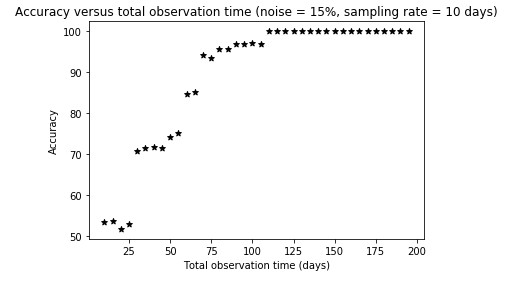 Accuracy versus total observation time (noise = 15%, sampling rate = 10 days)
100
90
80
70
60
50
Accuracy
25 50 75 100 125 150 175 200
Total observation time (days)